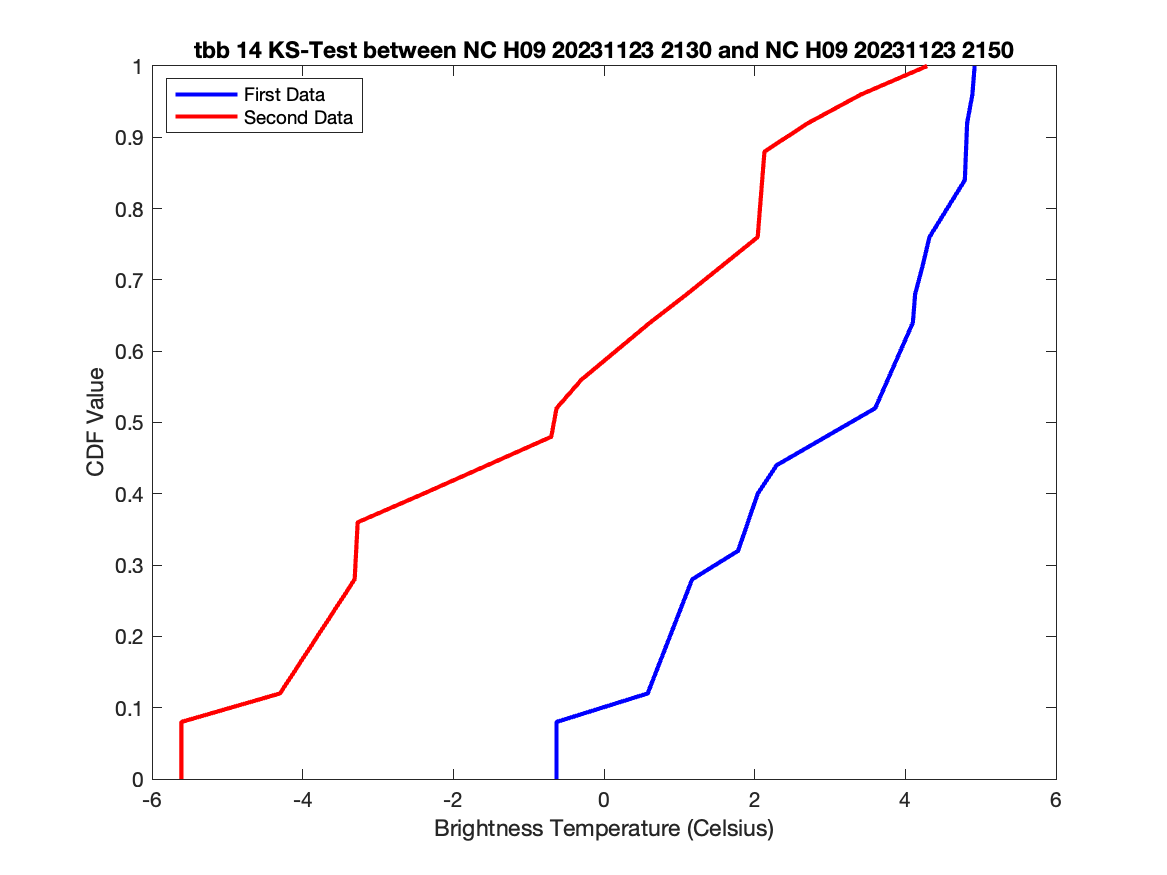 tbb 14 KS-Test between NC H09 20231123 2130 and NC H09 20231123 2150
First Data
Second Data
1
0.9
0.8
0.7
0.6
0.5
0.4
0.3
0.2
0.1
0
CDF Value
-6 -4 -2 0 2 4 6
Brightness Temperature (Celsius)